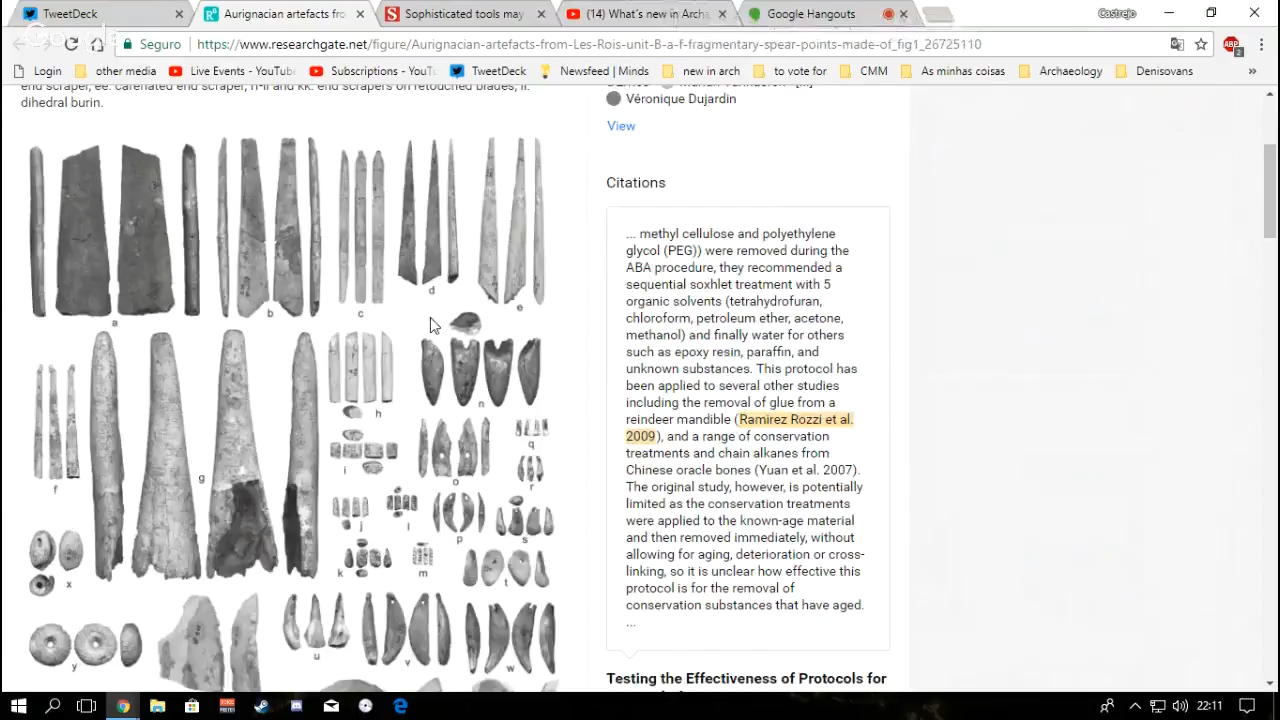 TweetDeck
Aurignacian artefacts from
Sophisticated tools may
(14) What's new in Arch
Google Hangouts
Castrejo
Seguro
https://www.researchgate.net/figure/Aurignacian-artefacts-from-Les-Rois-unit-B-a-f-fragmentary-spear-points-made-of_fig1_26725110
ABP
2
Login
other media
Live Events - YouTube
Subscriptions - YouT
TweetDeck
Newsfeed | Minds
new in arch
to vote for
CMM
As minhas coisas
Archaeology
Denisovans
»
end scraper, ee: carenated end scraper, ff-ii and kk: end scrapers on retouched blades, ll:
dihedral burin.
Véronique Dujardin
View
Citations
... methyl cellulose and polyethylene
glycol (PEG)) were removed during the
ABA procedure, they recommended a
sequential soxhlet treatment with 5
organic solvents (tetrahydrofuran,
chloroform, petroleum ether, acetone,
methanol) and finally water for others
such as epoxy resin, paraffin, and
unknown substances. This protocol has
been applied to several other studies
including the removal of glue from a
reindeer mandible (Ramirez Rozzi et al.
2009), and a range of conservation
treatments and chain alkanes from
Chinese oracle bones (Yuan et al. 2007).
The original study, however, is potentially
limited as the conservation treatments
were applied to the known-age material
and then removed immediately, without
allowing for aging, deterioration or cross-
linking, so it is unclear how effective this
protocol is for the removal of
conservation substances that have aged.
...
Testing the Effectiveness of Protocols for
a
b
c
d
e
f
g
h
n
i
o
q
r
j
l
p
s
x
k
m
t
y
u
v
w
22:11